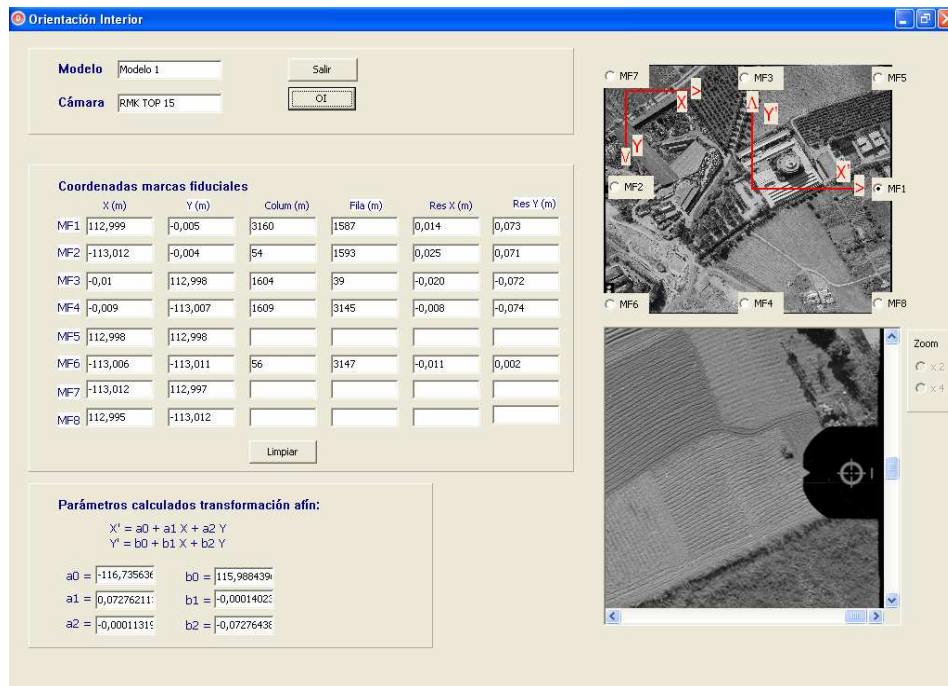 Orientación Interior
Modelo Modelo 1 Salir
Cámara RMK TOP 15 OI
Coordenadas marcas fiduciales
X (m) Y (m) Colum (m) Fila (m) Res X (m) Res Y (m)
MF1 112,999 -0,005 3160 1587 0,014 0,073
MF2 -113,012 -0,004 54 1593 0,025 0,071
MF3 -0,01 112,998 1604 39 -0,020 -0,072
MF4 -0,009 -113,007 1609 3145 -0,008 -0,074
MF5 112,998 112,998
MF6 -113,006 -113,011 56 3147 -0,011 0,002
MF7 -113,012 112,997
MF8 112,995 -113,012
Limpiar
Parámetros calculados transformación afín:
X' = a0 + a1 X + a2 Y
Y' = b0 + b1 X + b2 Y
a0 = -116,735636 b0 = 115,988439
a1 = 0,07276211 b1 = -0,0001402
a2 = -0,0001131 b2 = -0,0727643
MF7 MF3 MF5
X Y'
Y X'
MF2 MF1
MF6 MF4 MF8
Zoom
x 2
x 4